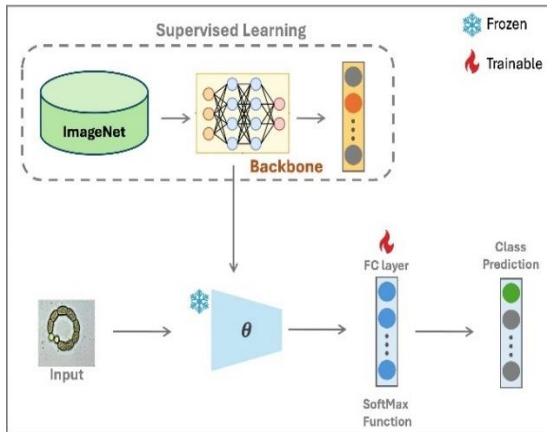 Supervised Learning
Frozen
Trainable
ImageNet
Backbone
FC layer
Class
Prediction
θ
Input
SoftMax
Function